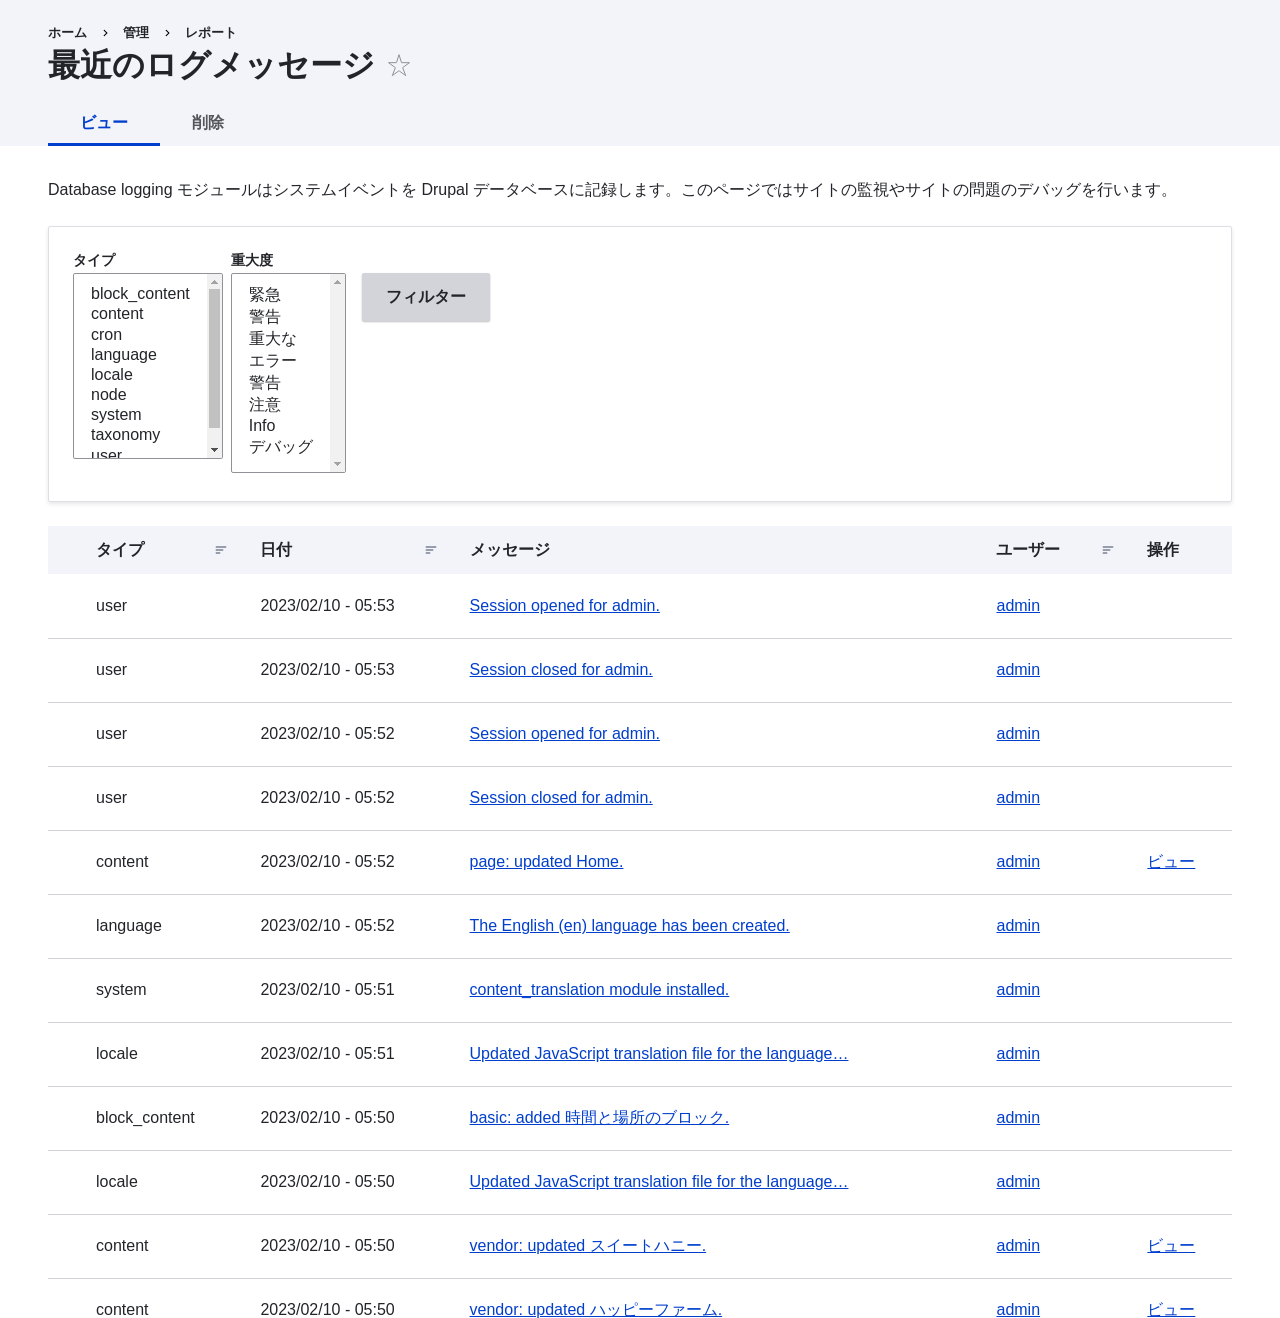 ホーム › 管理 › レポート
最近のログメッセージ ☆
ビュー 削除
Database logging モジュールはシステムイベントを Drupal データベースに記録します。このページではサイトの監視やサイトの問題のデバッグを行います。
タイプ 重大度
block_content 緊急 フィルター
content 警告
cron 重大な
language エラー
locale 警告
node 注意
system Info
taxonomy デバッグ
user
タイプ 日付 メッセージ ユーザー 操作
user 2023/02/10 - 05:53 Session opened for admin. admin
user 2023/02/10 - 05:53 Session closed for admin. admin
user 2023/02/10 - 05:52 Session opened for admin. admin
user 2023/02/10 - 05:52 Session closed for admin. admin
content 2023/02/10 - 05:52 page: updated Home. admin ビュー
language 2023/02/10 - 05:52 The English (en) language has been created. admin
system 2023/02/10 - 05:51 content_translation module installed. admin
locale 2023/02/10 - 05:51 Updated JavaScript translation file for the language… admin
block_content 2023/02/10 - 05:50 basic: added 時間と場所のブロック. admin
locale 2023/02/10 - 05:50 Updated JavaScript translation file for the language… admin
content 2023/02/10 - 05:50 vendor: updated スイートハニー. admin ビュー
content 2023/02/10 - 05:50 vendor: updated ハッピーファーム. admin ビュー